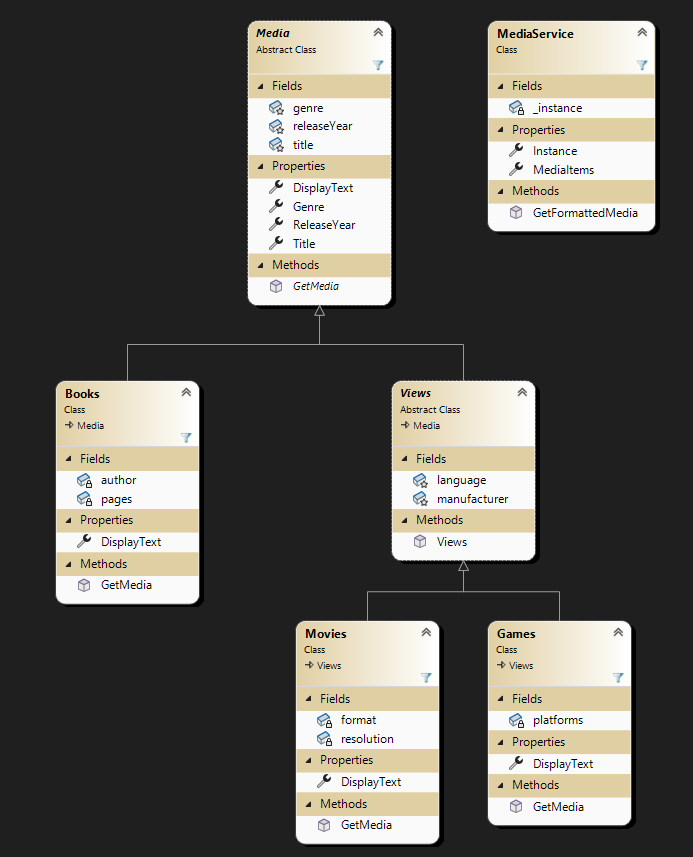 Media
Abstract Class
Fields
genre
releaseYear
title
Properties
DisplayText
Genre
ReleaseYear
Title
Methods
GetMedia
MediaService
Class
Fields
_instance
Properties
Instance
MediaItems
Methods
GetFormattedMedia
Books
Class
Media
Fields
author
pages
Properties
DisplayText
Methods
GetMedia
Views
Abstract Class
Media
Fields
language
manufacturer
Methods
Views
Movies
Class
Views
Fields
format
resolution
Properties
DisplayText
Methods
GetMedia
Games
Class
Views
Fields
platforms
Properties
DisplayText
Methods
GetMedia